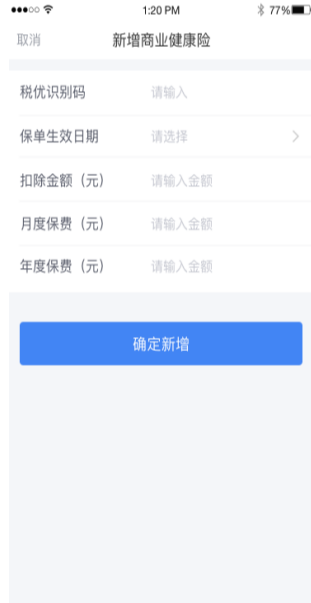 1:20 PM
77%
取消
新增商业健康险
税优识别码 请输入
保单生效日期 请选择
扣除金额（元） 请输入金额
月度保费（元） 请输入金额
年度保费（元） 请输入金额
确定新增